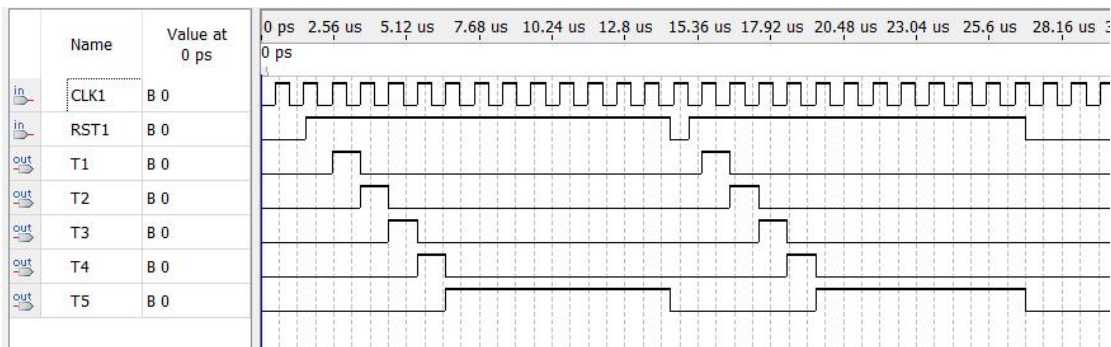 Name
Value at
0 ps
0 ps 2.56 us 5.12 us 7.68 us 10.24 us 12.8 us 15.36 us 17.92 us 20.48 us 23.04 us 25.6 us 28.16 us
0 ps
in CLK1 B 0
in RST1 B 0
out T1 B 0
out T2 B 0
out T3 B 0
out T4 B 0
out T5 B 0